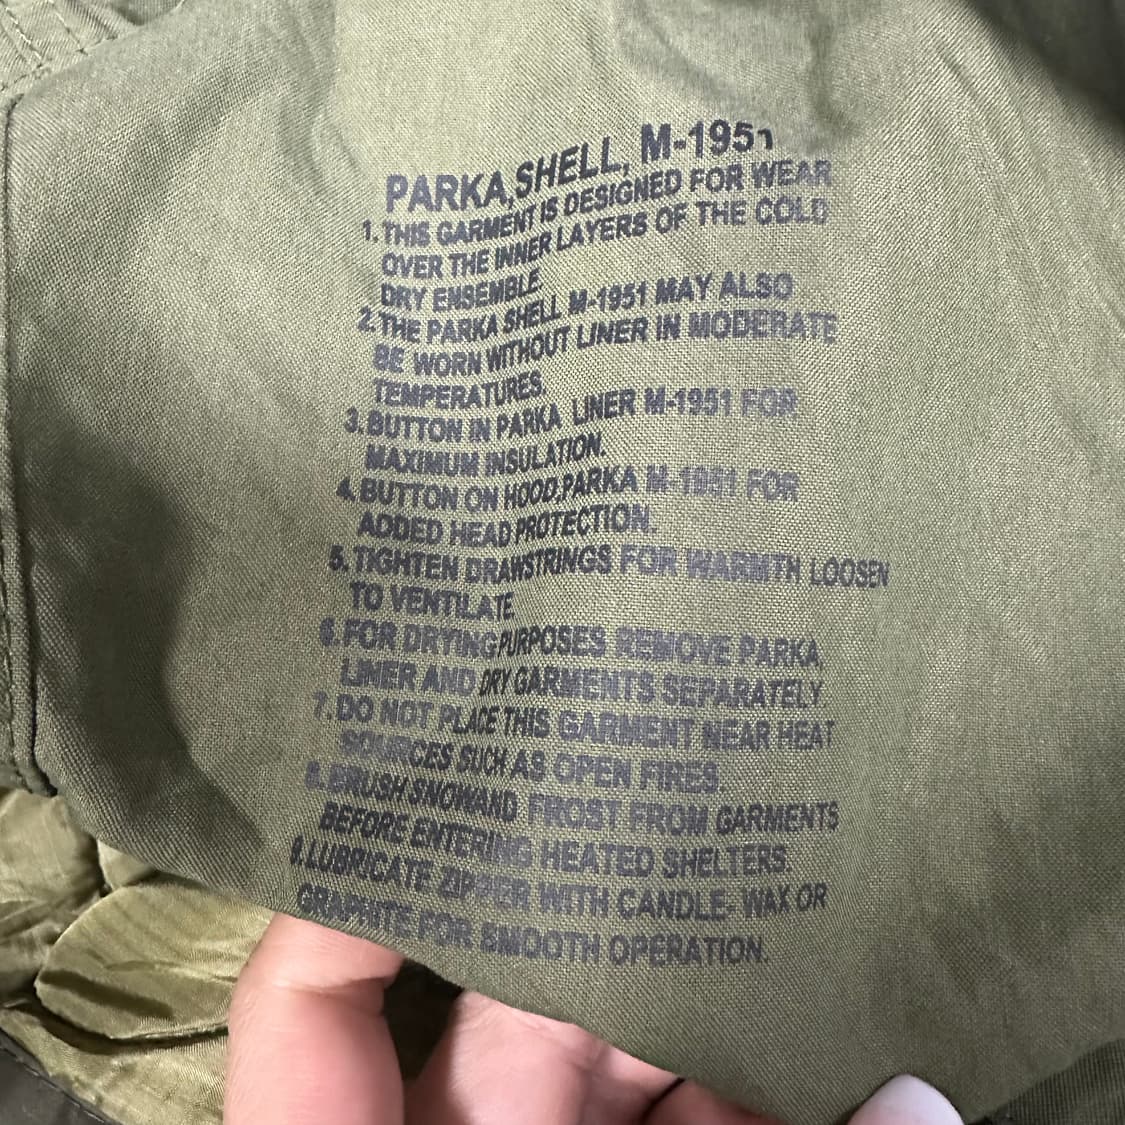 PARKA,SHELL, M-1951
1. THIS GARMENT IS DESIGNED FOR WEAR
OVER THE INNER LAYERS OF THE COLD
DRY ENSEMBLE
2. THE PARKA SHELL M-1951 MAY ALSO
BE WORN WITHOUT LINER IN MODERATE
TEMPERATURES.
3. BUTTON IN PARKA LINER M-1951 FOR
MAXIMUM INSULATION.
4. BUTTON ON HOOD,PARKA M-1951 FOR
ADDED HEAD PROTECTION.
5. TIGHTEN DRAWSTRINGS FOR WARMTH LOOSEN
TO VENTILATE
6. FOR DRYING PURPOSES REMOVE PARKA,
LINER AND DRY GARMENTS SEPARATELY
7. DO NOT PLACE THIS GARMENT NEAR HEAT
SOURCES SUCH AS OPEN FIRES.
8. BRUSH SNOWAND FROST FROM GARMENTS
BEFORE ENTERING HEATED SHELTERS.
9. LUBRICATE ZIPPER WITH CANDLE- WAX OR
GRAPHITE FOR SMOOTH OPERATION.